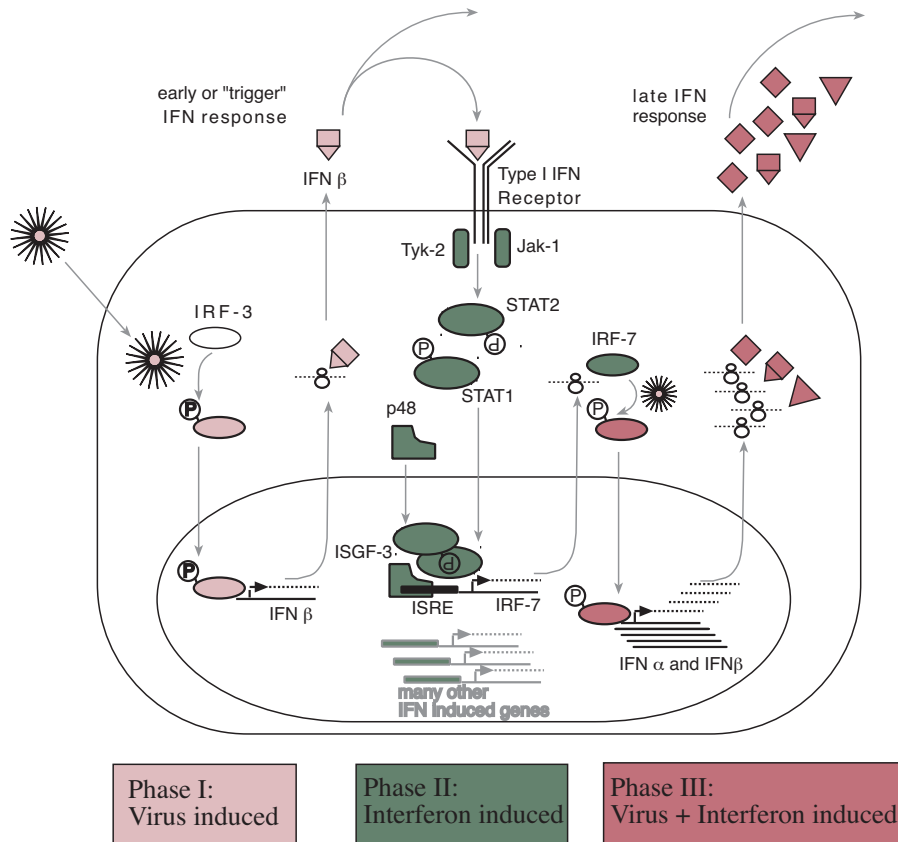 early or "trigger"
IFN response
late IFN
response
IFN β
Type I IFN
Receptor
Tyk-2
Jak-1
IRF-3
STAT2
P
P
IRF-7
STAT1
P
p48
P
ISGF-3
P
P
P
IFN β
ISRE
IRF-7
IFN α and IFNβ
many other
IFN induced genes
Phase I:
Virus induced
Phase II:
Interferon induced
Phase III:
Virus + Interferon induced